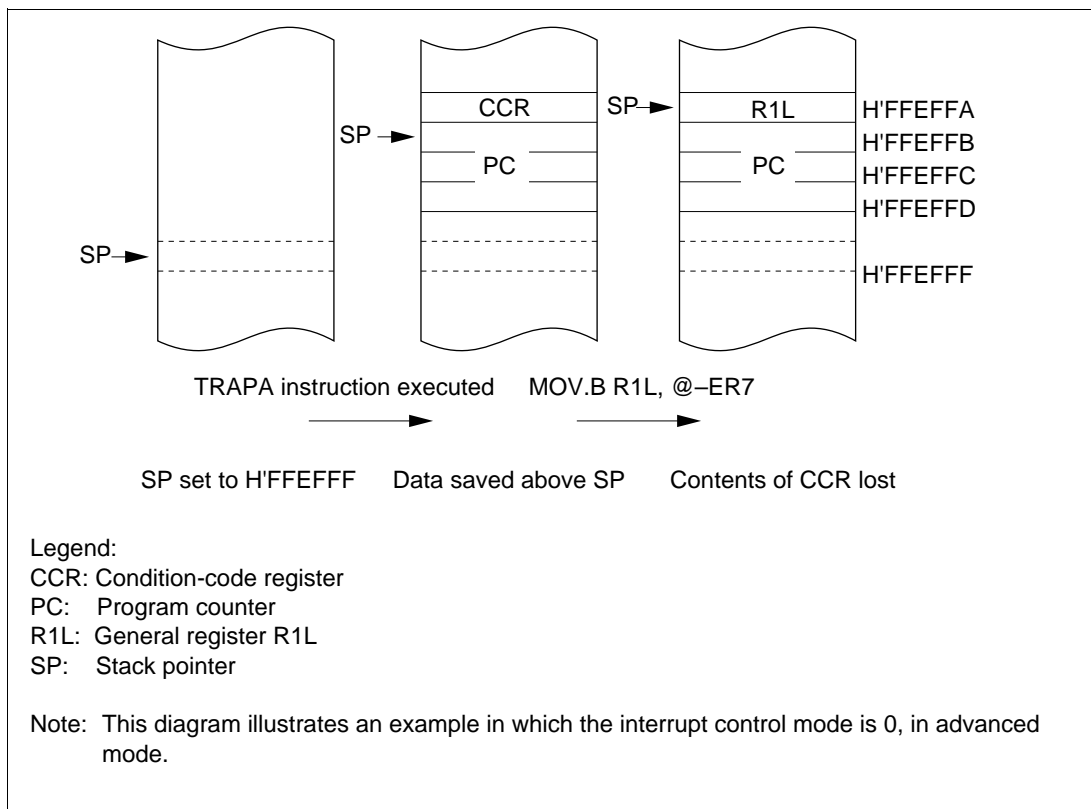 CCR
SP
R1L
H'FFEFFA
SP
H'FFEFFB
PC
PC
H'FFEFFC
H'FFEFFD
SP
H'FFEFFF
TRAPA instruction executed
MOV.B R1L, @–ER7
SP set to H'FFEFFF
Data saved above SP
Contents of CCR lost
Legend:
CCR: Condition-code register
PC: Program counter
R1L: General register R1L
SP: Stack pointer
Note: This diagram illustrates an example in which the interrupt control mode is 0, in advanced
mode.